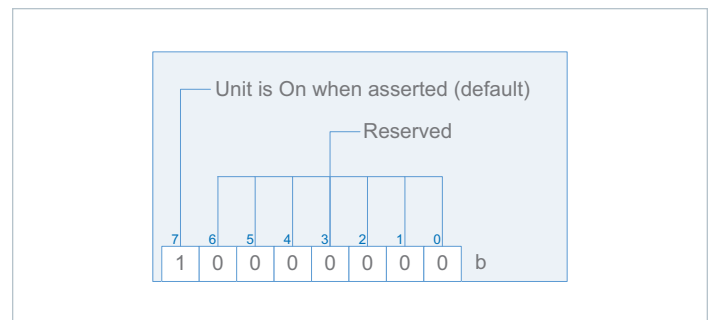 Unit is On when asserted (default)
Reserved
7 6 5 4 3 2 1 0
1 0 0 0 0 0 0 0 b